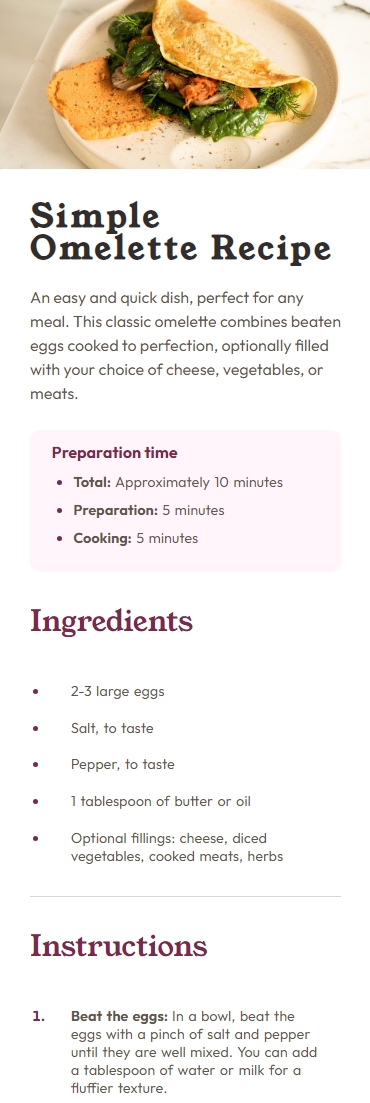 Simple
Omelette Recipe
An easy and quick dish, perfect for any
meal. This classic omelette combines beaten
eggs cooked to perfection, optionally filled
with your choice of cheese, vegetables, or
meats.
Preparation time
• Total: Approximately 10 minutes
• Preparation: 5 minutes
• Cooking: 5 minutes
Ingredients
• 2-3 large eggs
• Salt, to taste
• Pepper, to taste
• 1 tablespoon of butter or oil
• Optional fillings: cheese, diced
vegetables, cooked meats, herbs
Instructions
1. Beat the eggs: In a bowl, beat the
eggs with a pinch of salt and pepper
until they are well mixed. You can add
a tablespoon of water or milk for a
fluffier texture.